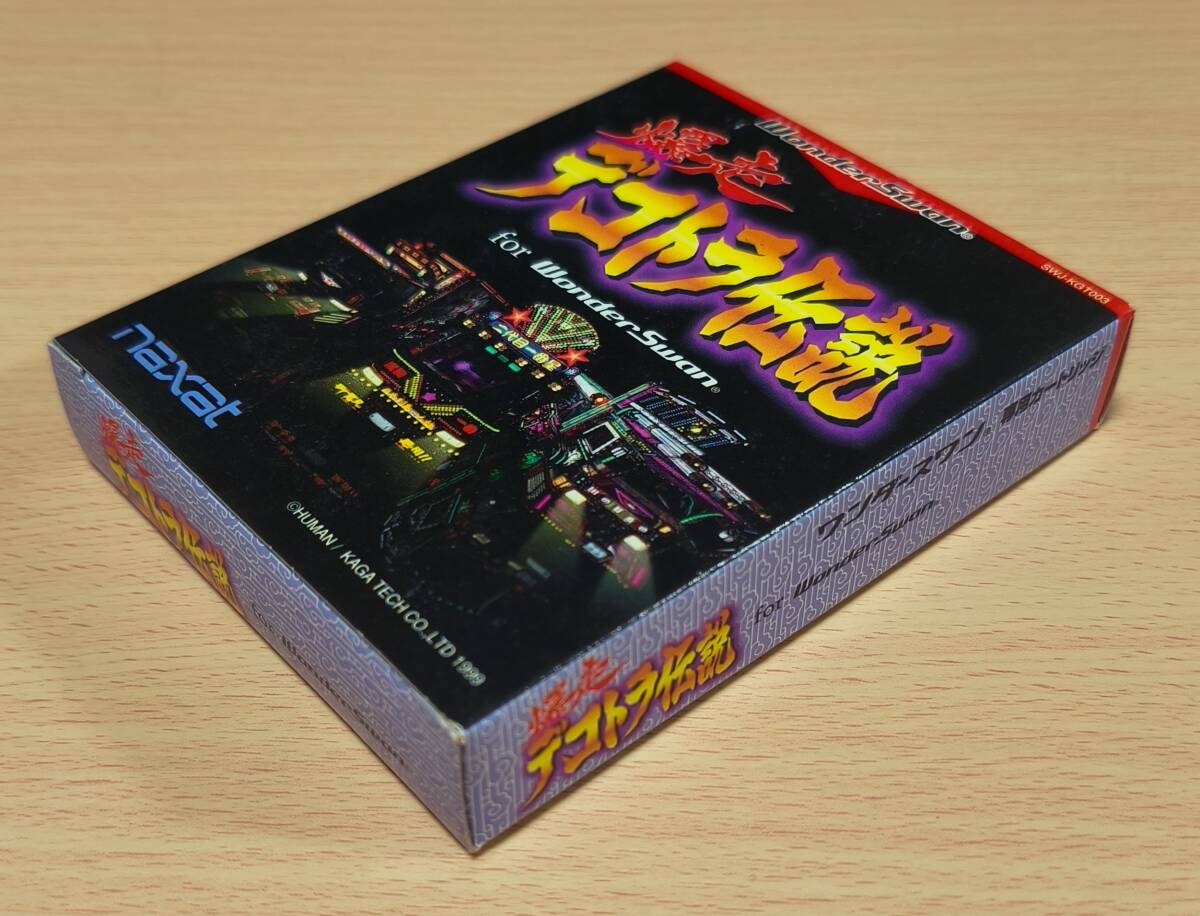 WonderSwan®
SWJ-KGT003
爆走
デコトラ伝説
for WonderSwan®
naxat
©HUMAN / KAGA TECH CO.,LTD 1999
爆走
デコトラ伝説
for WonderSwan
爆走
デコトラ伝説
for WonderSwan
ワンダースワン® 専用カートリッジ